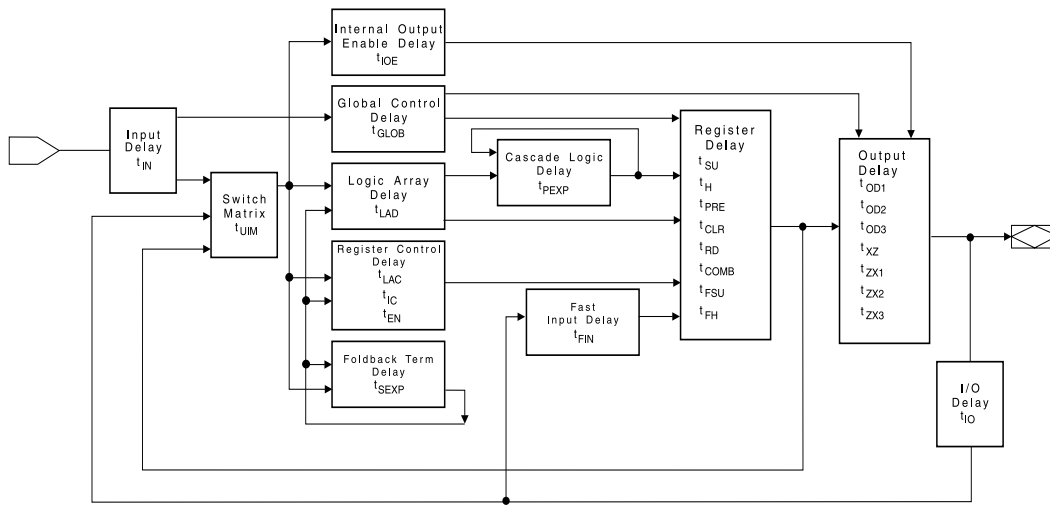 Internal Output
Enable Delay
tIOE
Global Control
Delay
tGLOB
Input
Delay
tIN
Switch
Matrix
tUIM
Logic Array
Delay
tLAD
Register Control
Delay
tLAC
tIC
tEN
Foldback Term
Delay
tSEXP
Cascade Logic
Delay
tPEXP
Fast
Input Delay
tFIN
Register
Delay
tSU
tH
tPRE
tCLR
tRD
tCOMB
tFSU
tFH
Output
Delay
tOD1
tOD2
tOD3
tXZ
tZX1
tZX2
tZX3
I/O
Delay
tIO